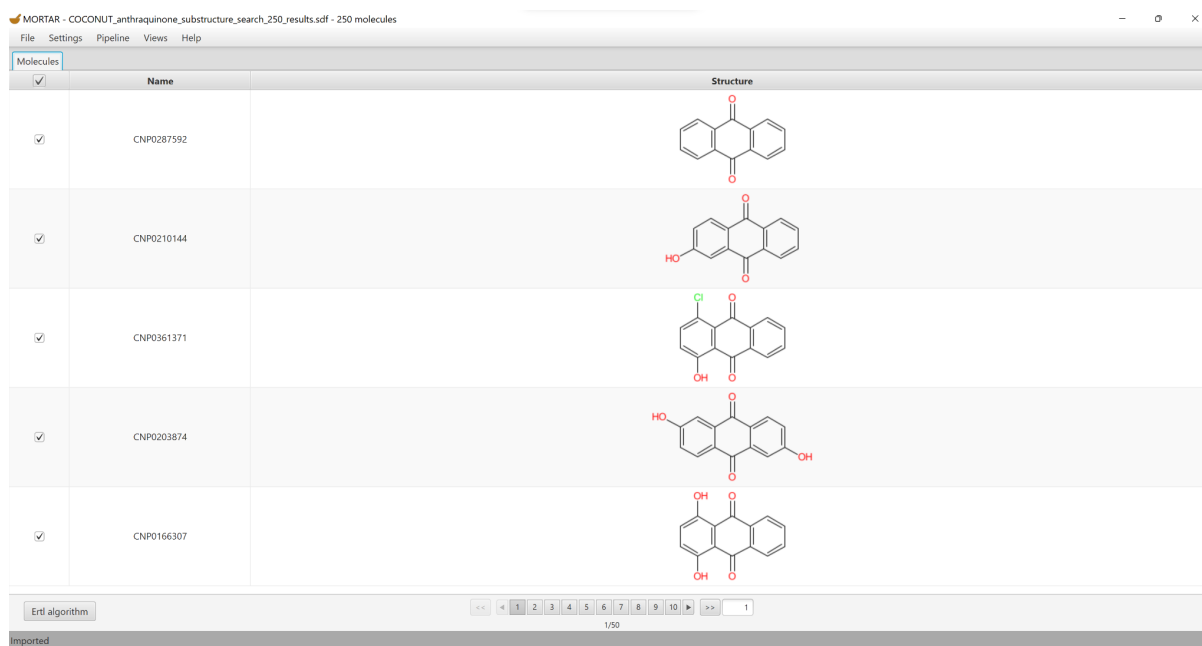 MORTAR - COCONUT_anthraquinone_substructure_search_250_results.sdf - 250 molecules
File Settings Pipeline Views Help
Molecules
Name Structure
O
CNP0287592
O
O
CNP0210144
HO
O
Cl O
CNP0361371
OH O
O
HO
CNP0203874
OH
O
OH O
CNP0166307
OH O
Ertl algorithm << 1 2 3 4 5 6 7 8 9 10 >> 1
1/50
Imported